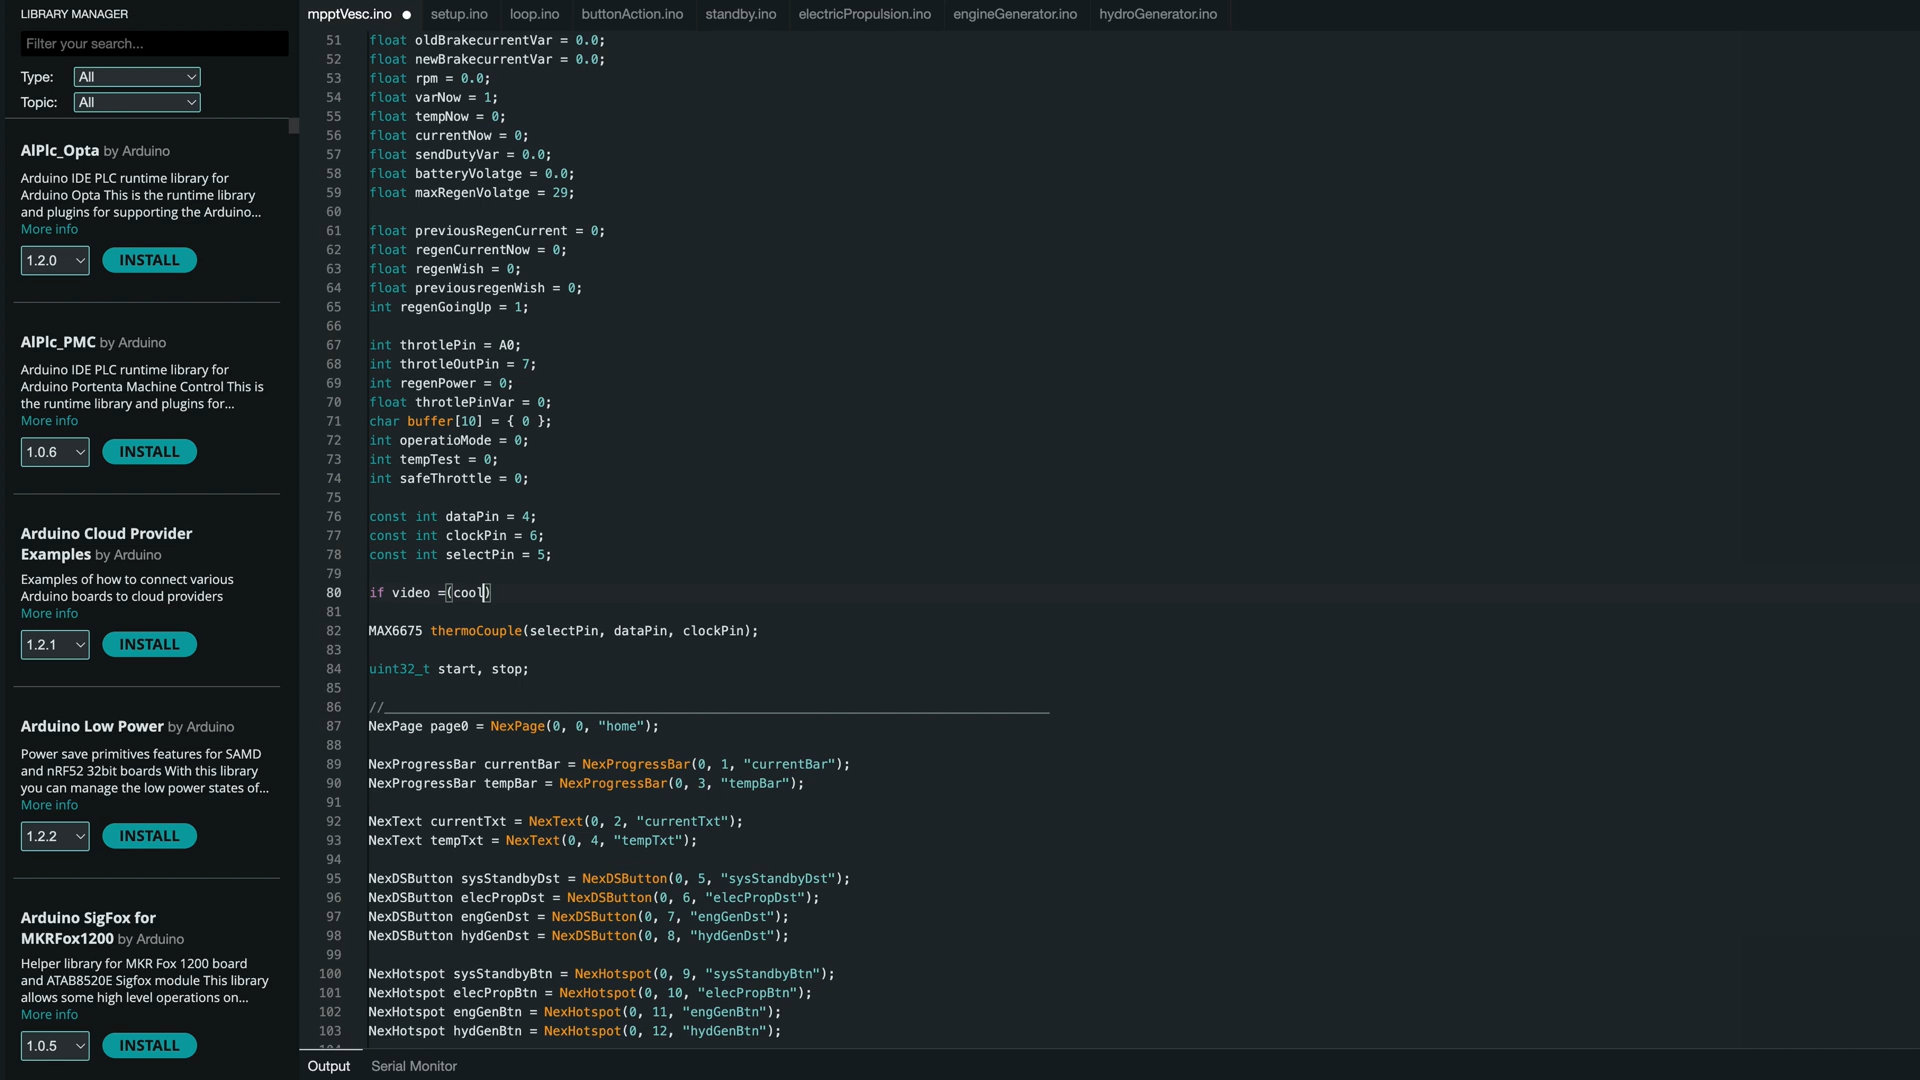 LIBRARY MANAGER
Filter your search...
Type: All
Topic: All
AlPlc_Opta by Arduino
Arduino IDE PLC runtime library for
Arduino Opta This is the runtime library
and plugins for supporting the Arduino...
More info
1.2.0 INSTALL
AlPlc_PMC by Arduino
Arduino IDE PLC runtime library for
Arduino Portenta Machine Control This is
the runtime library and plugins for...
More info
1.0.6 INSTALL
Arduino Cloud Provider
Examples by Arduino
Examples of how to connect various
Arduino boards to cloud providers
More info
1.2.1 INSTALL
Arduino Low Power by Arduino
Power save primitives features for SAMD
and nRF52 32bit boards With this library
you can manage the low power states of...
More info
1.2.2 INSTALL
Arduino SigFox for
MKRFox1200 by Arduino
Helper library for MKR Fox 1200 board
and ATAB8520E Sigfox module This library
allows some high level operations on...
More info
1.0.5 INSTALL
mpptVesc.ino setup.ino loop.ino buttonAction.ino standby.ino electricPropulsion.ino engineGenerator.ino hydroGenerator.ino
51 float oldBrakecurrentVar = 0.0;
52 float newBrakecurrentVar = 0.0;
53 float rpm = 0.0;
54 float varNow = 1;
55 float tempNow = 0;
56 float currentNow = 0;
57 float sendDutyVar = 0.0;
58 float batteryVolatge = 0.0;
59 float maxRegenVolatge = 29;
60
61 float previousRegenCurrent = 0;
62 float regenCurrentNow = 0;
63 float regenWish = 0;
64 float previousregenWish = 0;
65 int regenGoingUp = 1;
66
67 int throtlePin = A0;
68 int throtleOutPin = 7;
69 int regenPower = 0;
70 float throtlePinVar = 0;
71 char buffer[10] = { 0 };
72 int operatioMode = 0;
73 int tempTest = 0;
74 int safeThrottle = 0;
75
76 const int dataPin = 4;
77 const int clockPin = 6;
78 const int selectPin = 5;
79
80 if video =(cool)
81
82 MAX6675 thermoCouple(selectPin, dataPin, clockPin);
83
84 uint32_t start, stop;
85
86 //_______________________________________________________________________________________
87 NexPage page0 = NexPage(0, 0, "home");
88
89 NexProgressBar currentBar = NexProgressBar(0, 1, "currentBar");
90 NexProgressBar tempBar = NexProgressBar(0, 3, "tempBar");
91
92 NexText currentTxt = NexText(0, 2, "currentTxt");
93 NexText tempTxt = NexText(0, 4, "tempTxt");
94
95 NexDSButton sysStandbyDst = NexDSButton(0, 5, "sysStandbyDst");
96 NexDSButton elecPropDst = NexDSButton(0, 6, "elecPropDst");
97 NexDSButton engGenDst = NexDSButton(0, 7, "engGenDst");
98 NexDSButton hydGenDst = NexDSButton(0, 8, "hydGenDst");
99
100 NexHotspot sysStandbyBtn = NexHotspot(0, 9, "sysStandbyBtn");
101 NexHotspot elecPropBtn = NexHotspot(0, 10, "elecPropBtn");
102 NexHotspot engGenBtn = NexHotspot(0, 11, "engGenBtn");
103 NexHotspot hydGenBtn = NexHotspot(0, 12, "hydGenBtn");
Output Serial Monitor